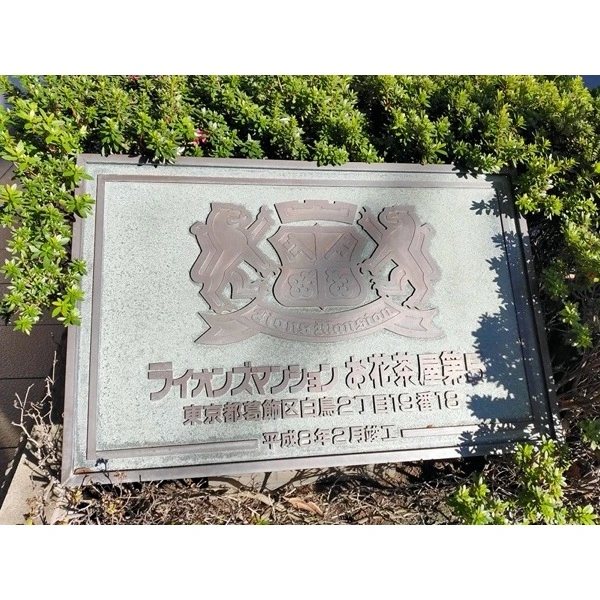 Lions Mansion
ライオンズマンション お花茶屋第
東京都葛飾区白鳥2丁目19番18
平成8年2月竣工